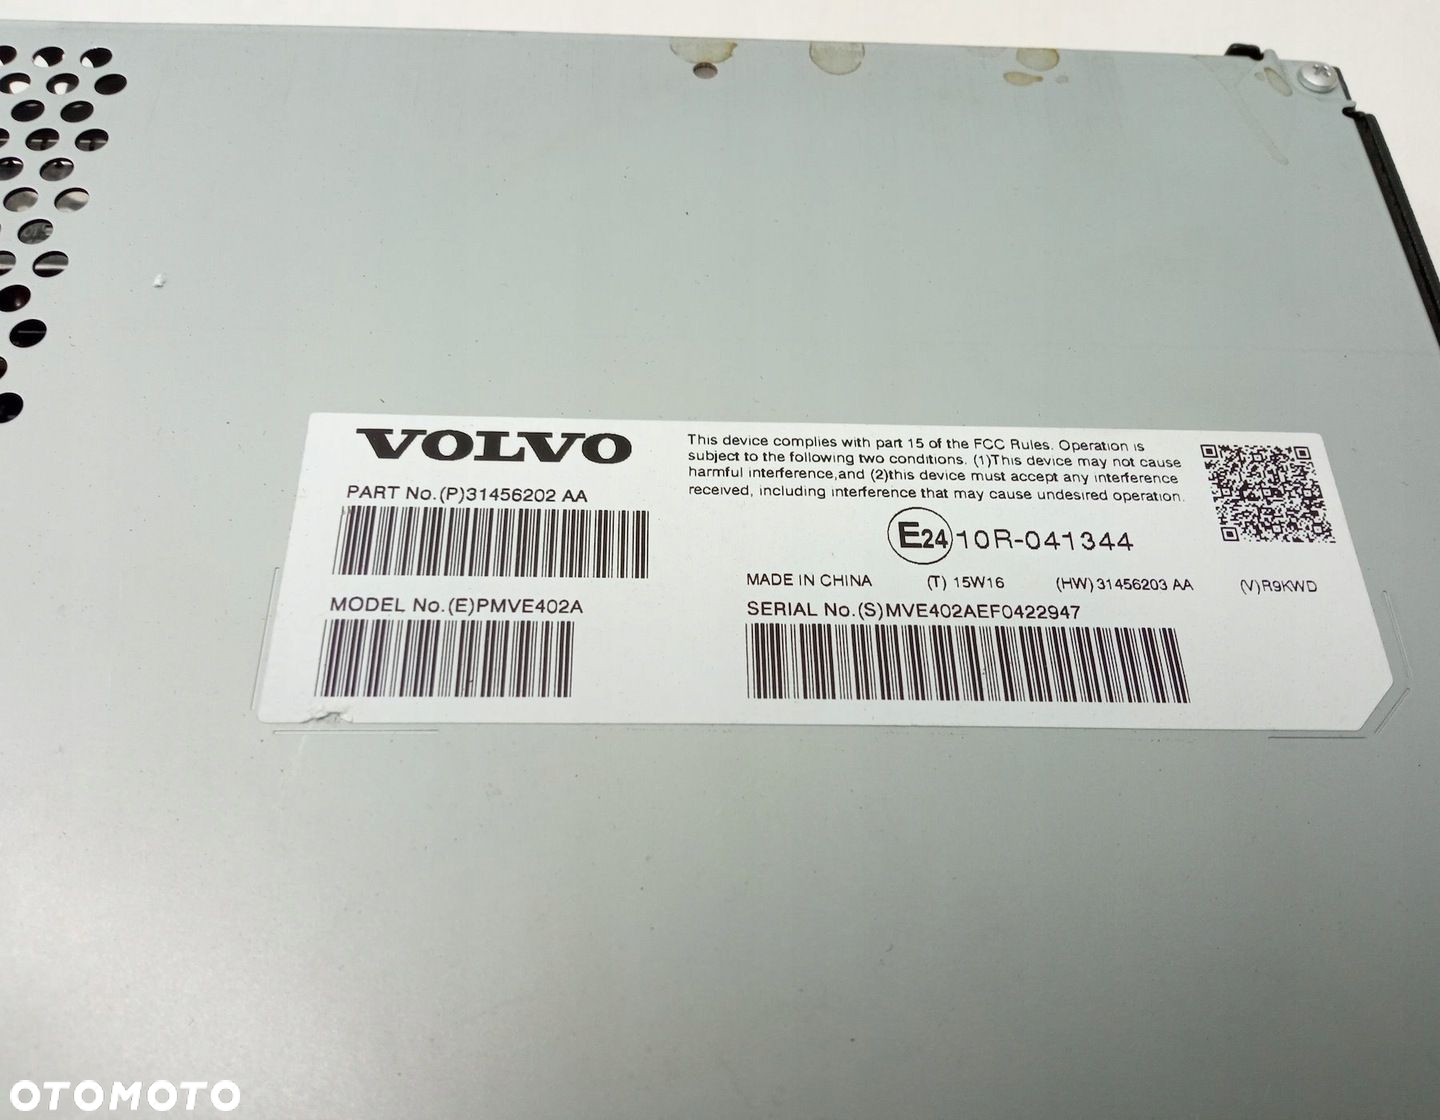 VOLVO
PART No.(P)31456202 AA
MODEL No.(E)PMVE402A
This device complies with part 15 of the FCC Rules. Operation is
subject to the following two conditions. (1)This device may not cause
harmful interference,and (2)this device must accept any interference
received, including interference that may cause undesired operation.
E24 10R-041344
MADE IN CHINA (T) 15W16 (HW) 31456203 AA (V)R9KWD
SERIAL No.(S)MVE402AEF0422947
OTOMOTO